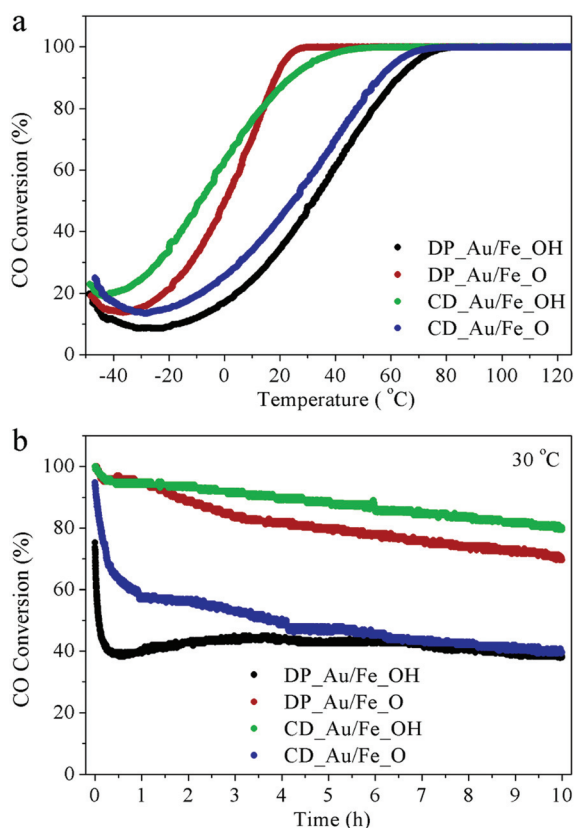 a
100
80
60
40
20
0
CO Conversion (%)
DP_Au/Fe_OH
DP_Au/Fe_O
CD_Au/Fe_OH
CD_Au/Fe_O
-40 -20 0 20 40 60 80 100 120
Temperature ( °C)
b
30 °C
100
80
60
40
20
0
CO Conversion (%)
DP_Au/Fe_OH
DP_Au/Fe_O
CD_Au/Fe_OH
CD_Au/Fe_O
0 1 2 3 4 5 6 7 8 9 10
Time (h)